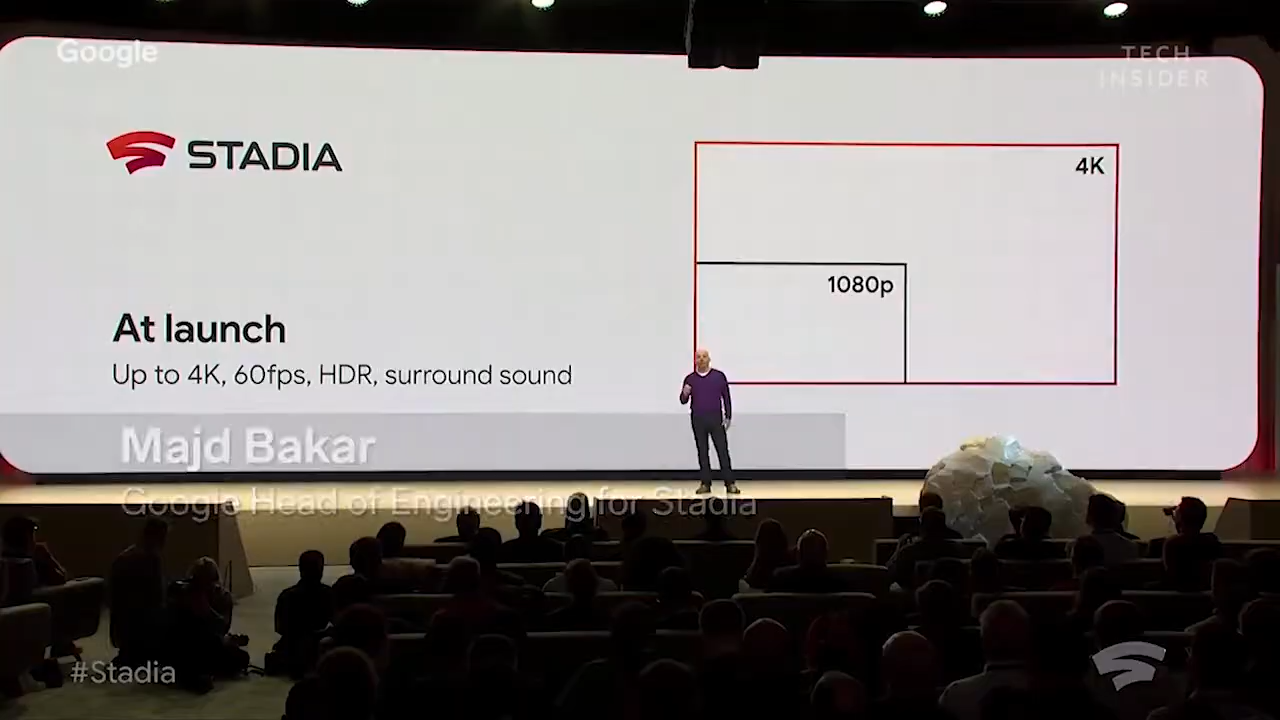 Google
TECH
INSIDER
STADIA
4K
1080p
At launch
Up to 4K, 60fps, HDR, surround sound
Majd Bakar
Google Head of Engineering for Stadia
#Stadia